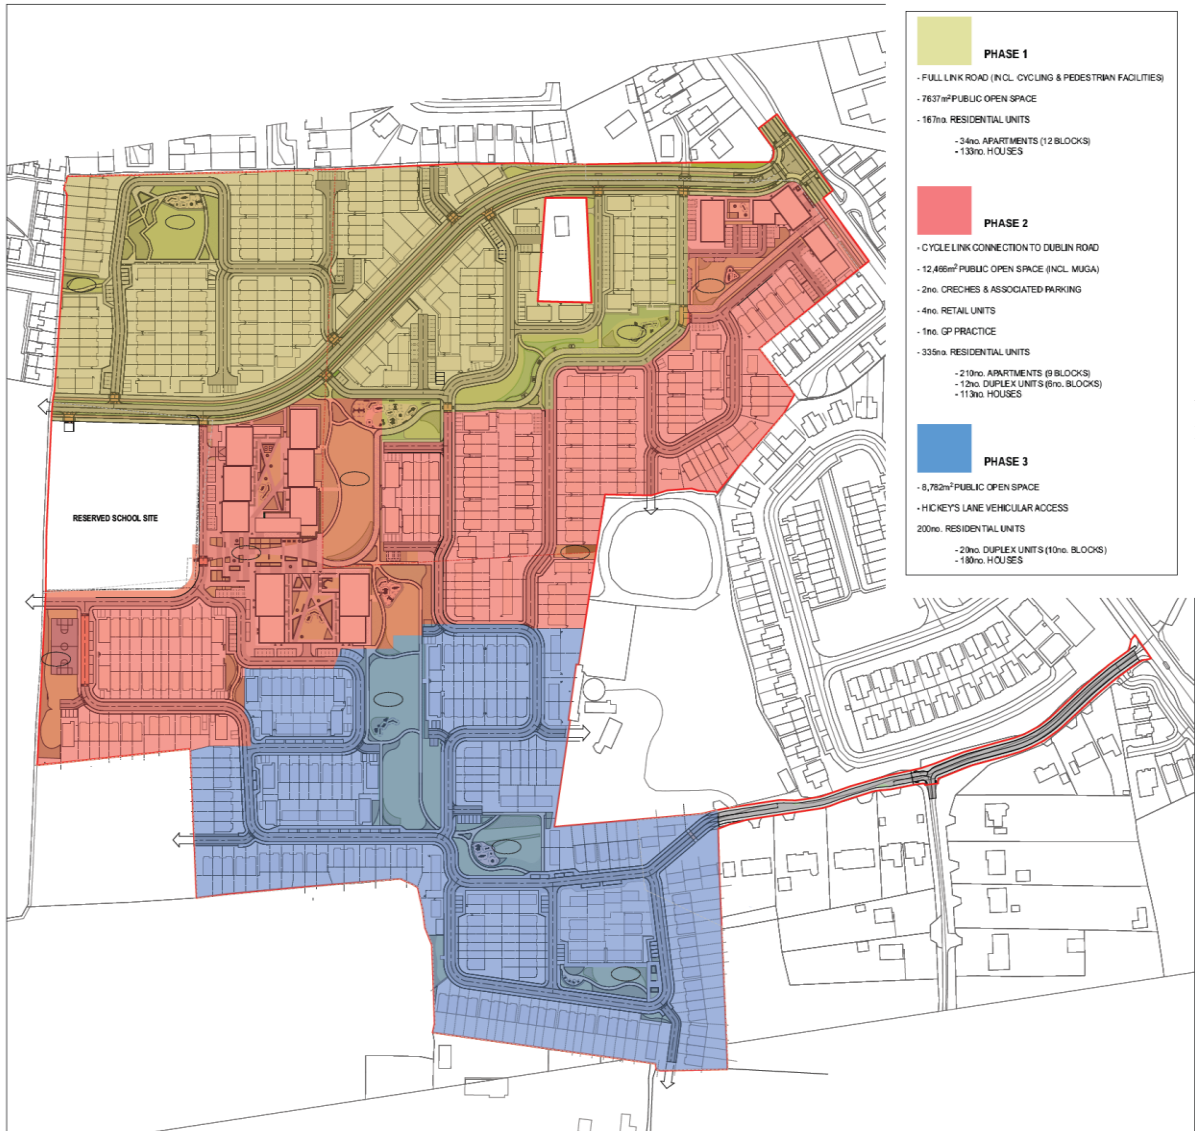 PHASE 1
- FULL LINK ROAD (INCL. CYCLING & PEDESTRIAN FACILITIES)
- 7637m² PUBLIC OPEN SPACE
- 167no. RESIDENTIAL UNITS
- 34no. APARTMENTS (12 BLOCKS)
- 133no. HOUSES
PHASE 2
- CYCLE LINK CONNECTION TO DUBLIN ROAD
- 12,466m² PUBLIC OPEN SPACE (INCL. MUGA)
- 2no. CRECHES & ASSOCIATED PARKING
- 4no. RETAIL UNITS
- 1no. GP PRACTICE
- 335no. RESIDENTIAL UNITS
- 210no. APARTMENTS (9 BLOCKS)
- 12no. DUPLEX UNITS (6no. BLOCKS)
- 113no. HOUSES
PHASE 3
- 8,782m² PUBLIC OPEN SPACE
- HICKEY'S LANE VEHICULAR ACCESS
200no. RESIDENTIAL UNITS
- 20no. DUPLEX UNITS (10no. BLOCKS)
- 180no. HOUSES
RESERVED SCHOOL SITE